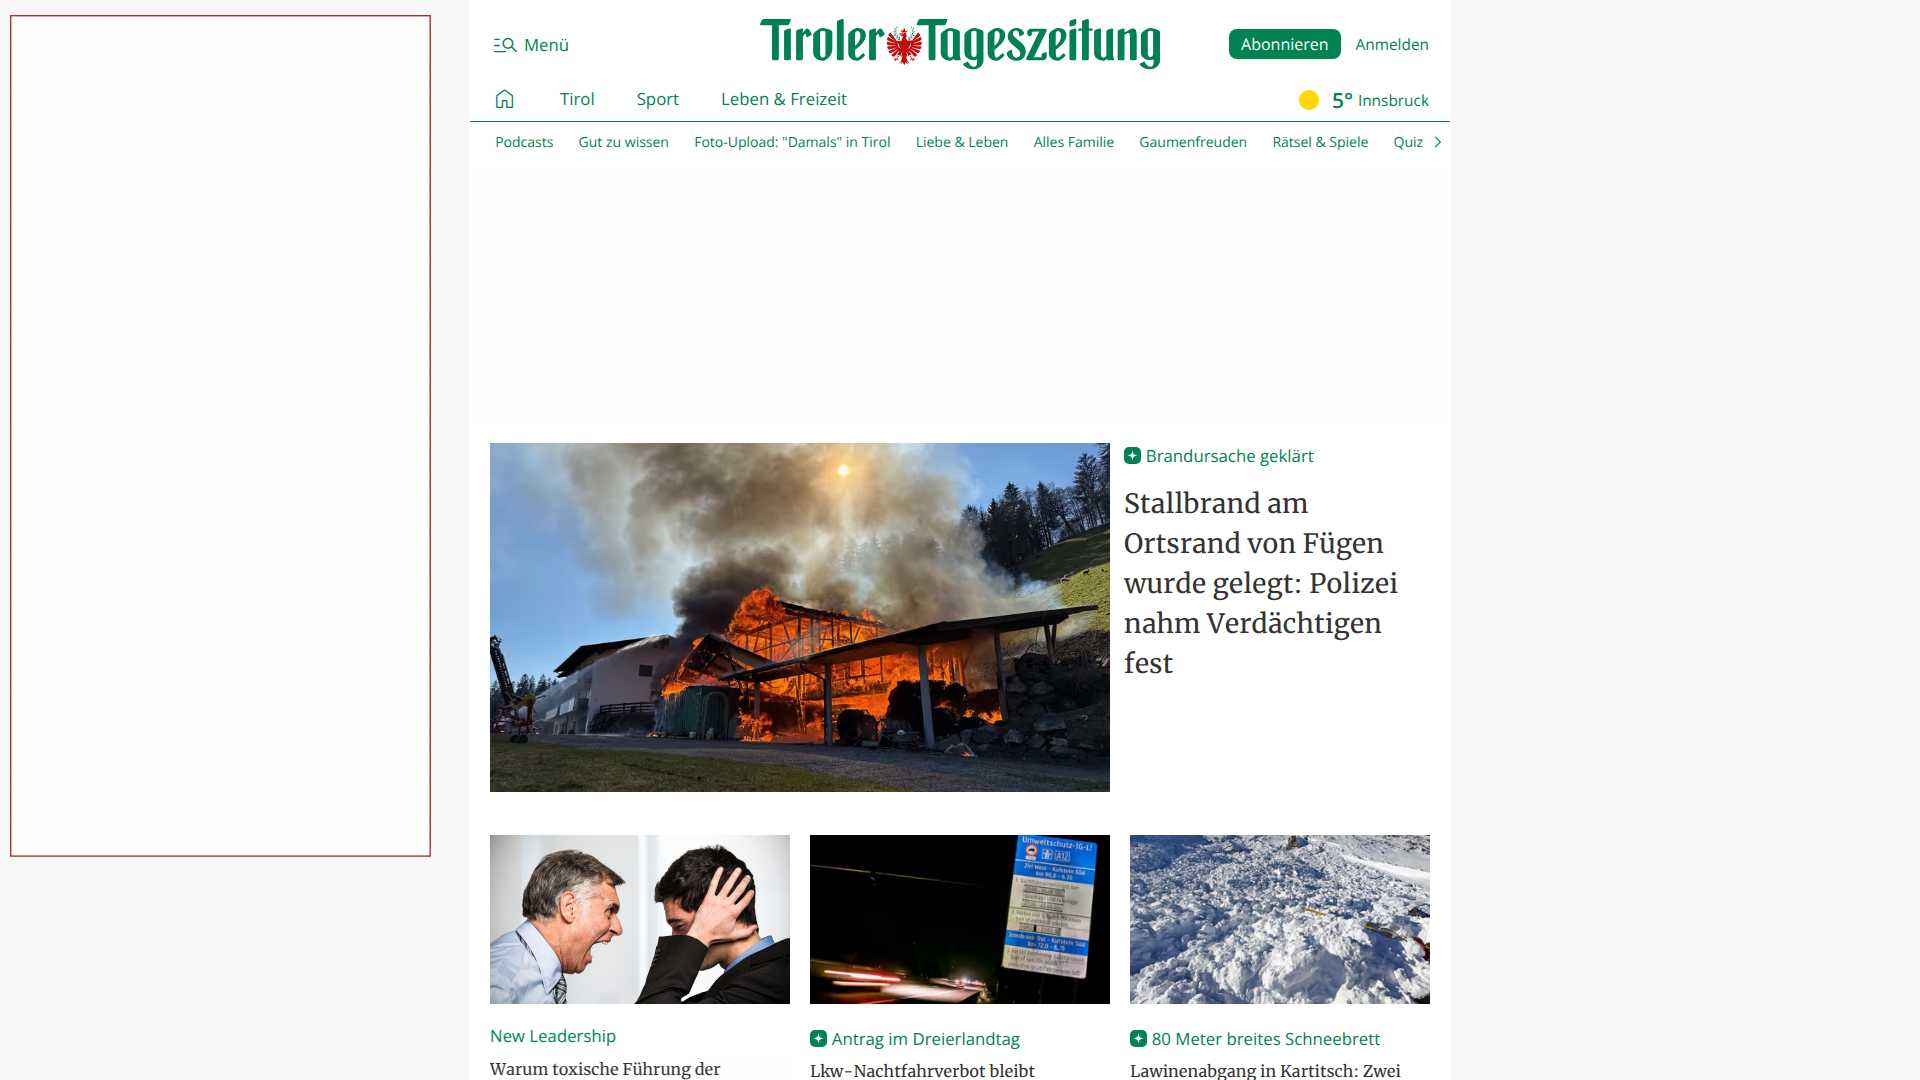 Menü
Tiroler Tageszeitung
Abonnieren
Anmelden
Tirol
Sport
Leben & Freizeit
5° Innsbruck
Podcasts
Gut zu wissen
Foto-Upload: "Damals" in Tirol
Liebe & Leben
Alles Familie
Gaumenfreuden
Rätsel & Spiele
Quiz
Brandursache geklärt
Stallbrand am
Ortsrand von Fügen
wurde gelegt: Polizei
nahm Verdächtigen
fest
Umweltschutz-IG-L!
A12
New Leadership
Warum toxische Führung der
Antrag im Dreierlandtag
Lkw-Nachtfahrverbot bleibt
80 Meter breites Schneebrett
Lawinenabgang in Kartitsch: Zwei